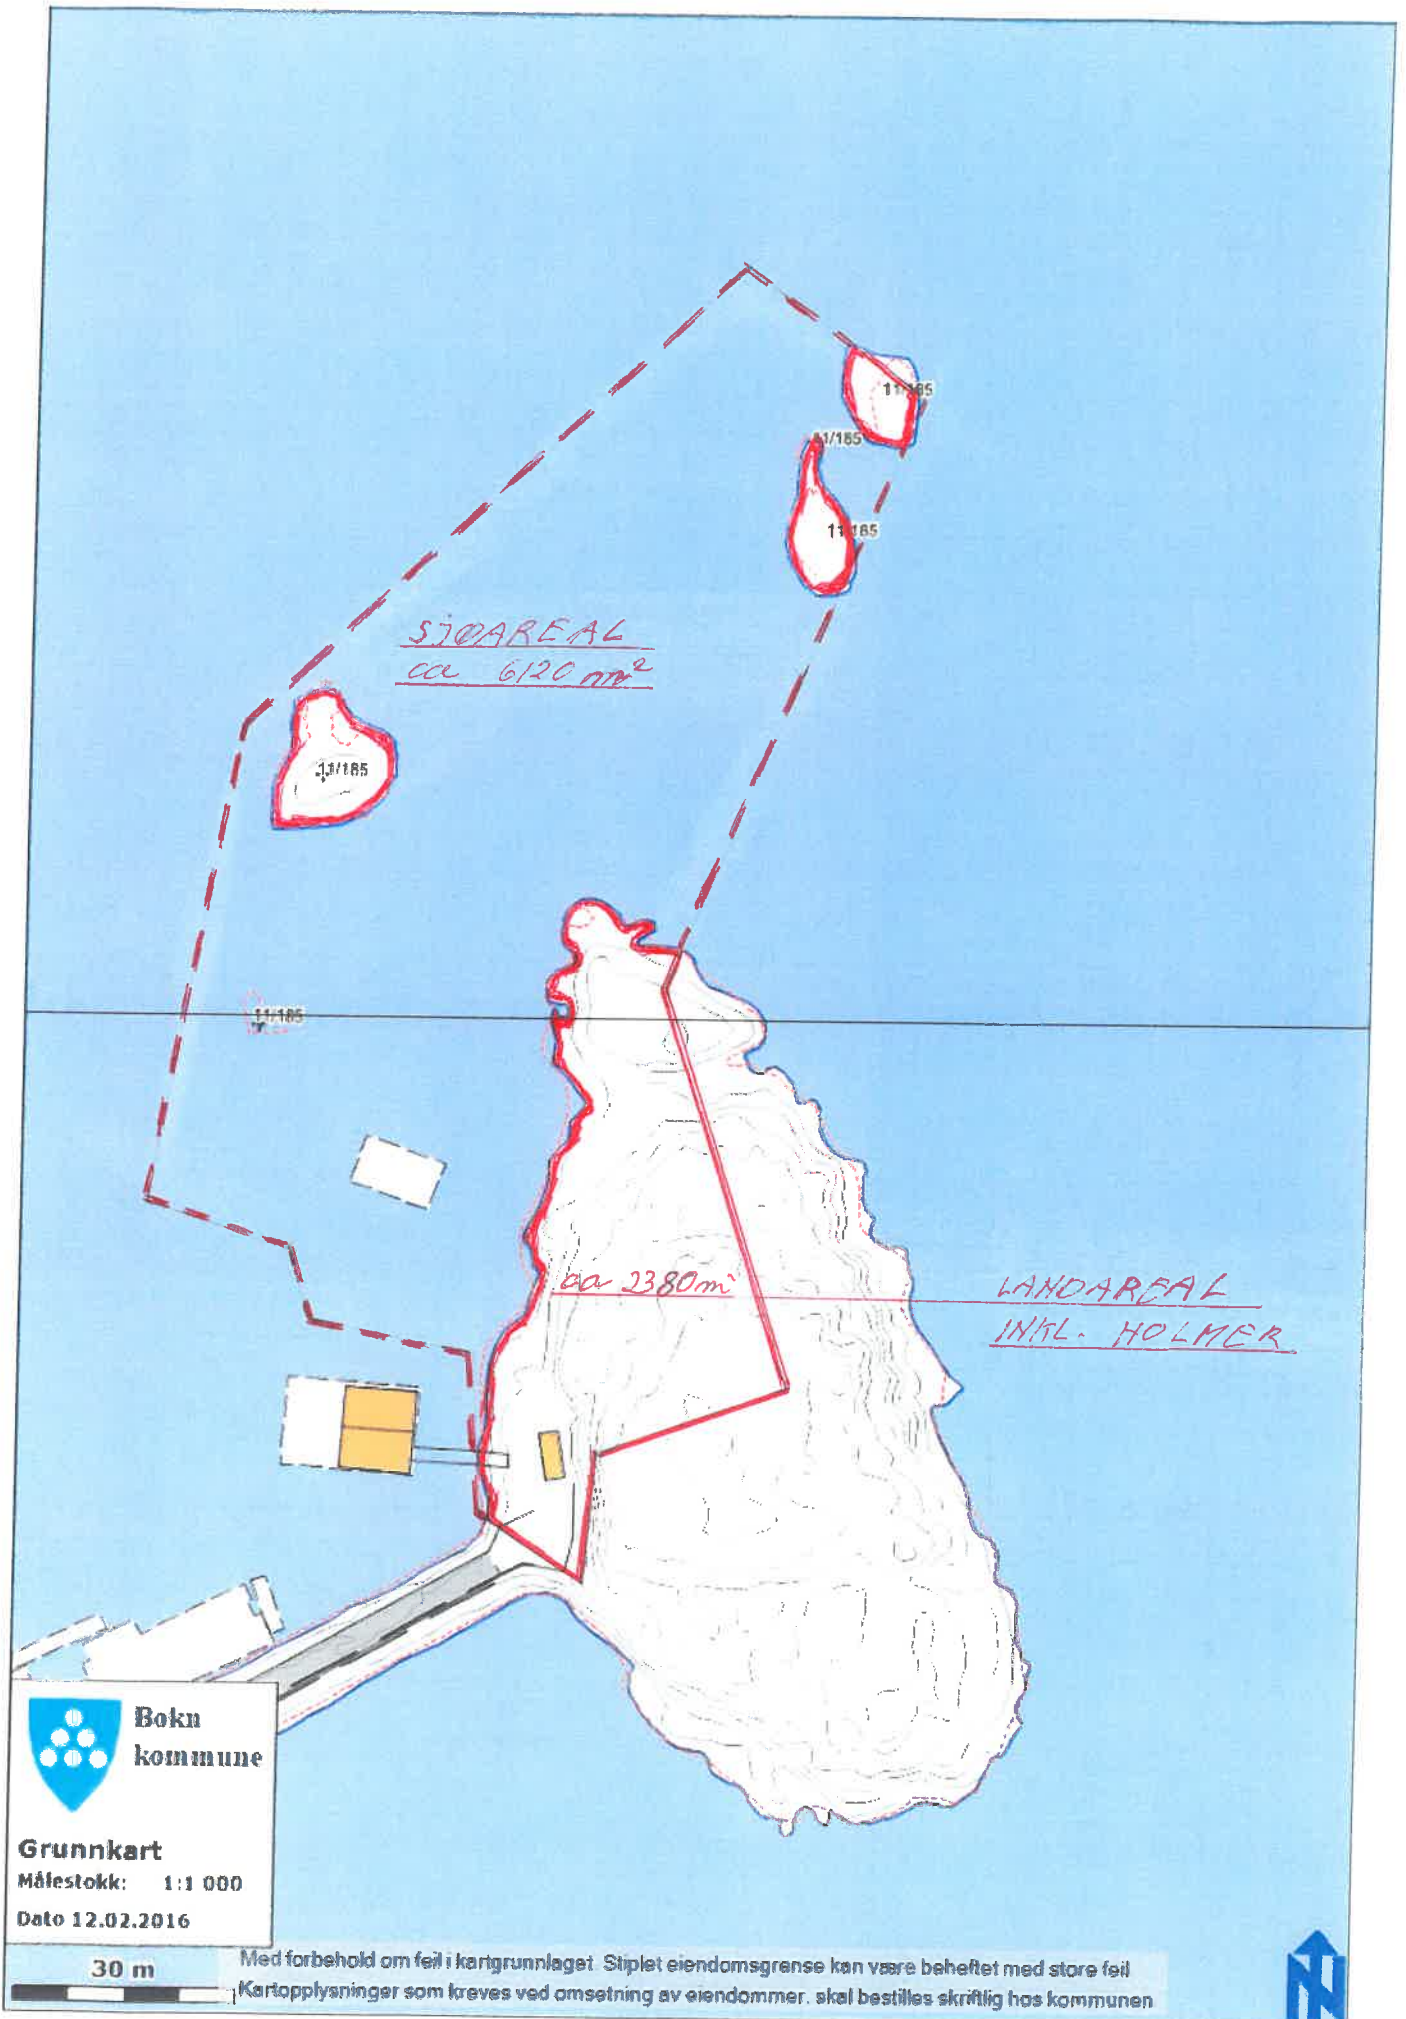 11/185
11/185
11/185
SJØAREAL
ca 6120 m²
11/185
11/185
ca 2380 m²
LANDAREAL
INKL. HOLMER
Bokn
kommune
Grunnkart
Målestokk: 1:1 000
Dato 12.02.2016
30 m
Med forbehold om feil i kartgrunnlaget. Stiplet eiendomsgrense kan være beheftet med store feil
Kartopplysninger som kreves ved omsetning av eiendommer, skal bestilles skriftlig hos kommunen
N